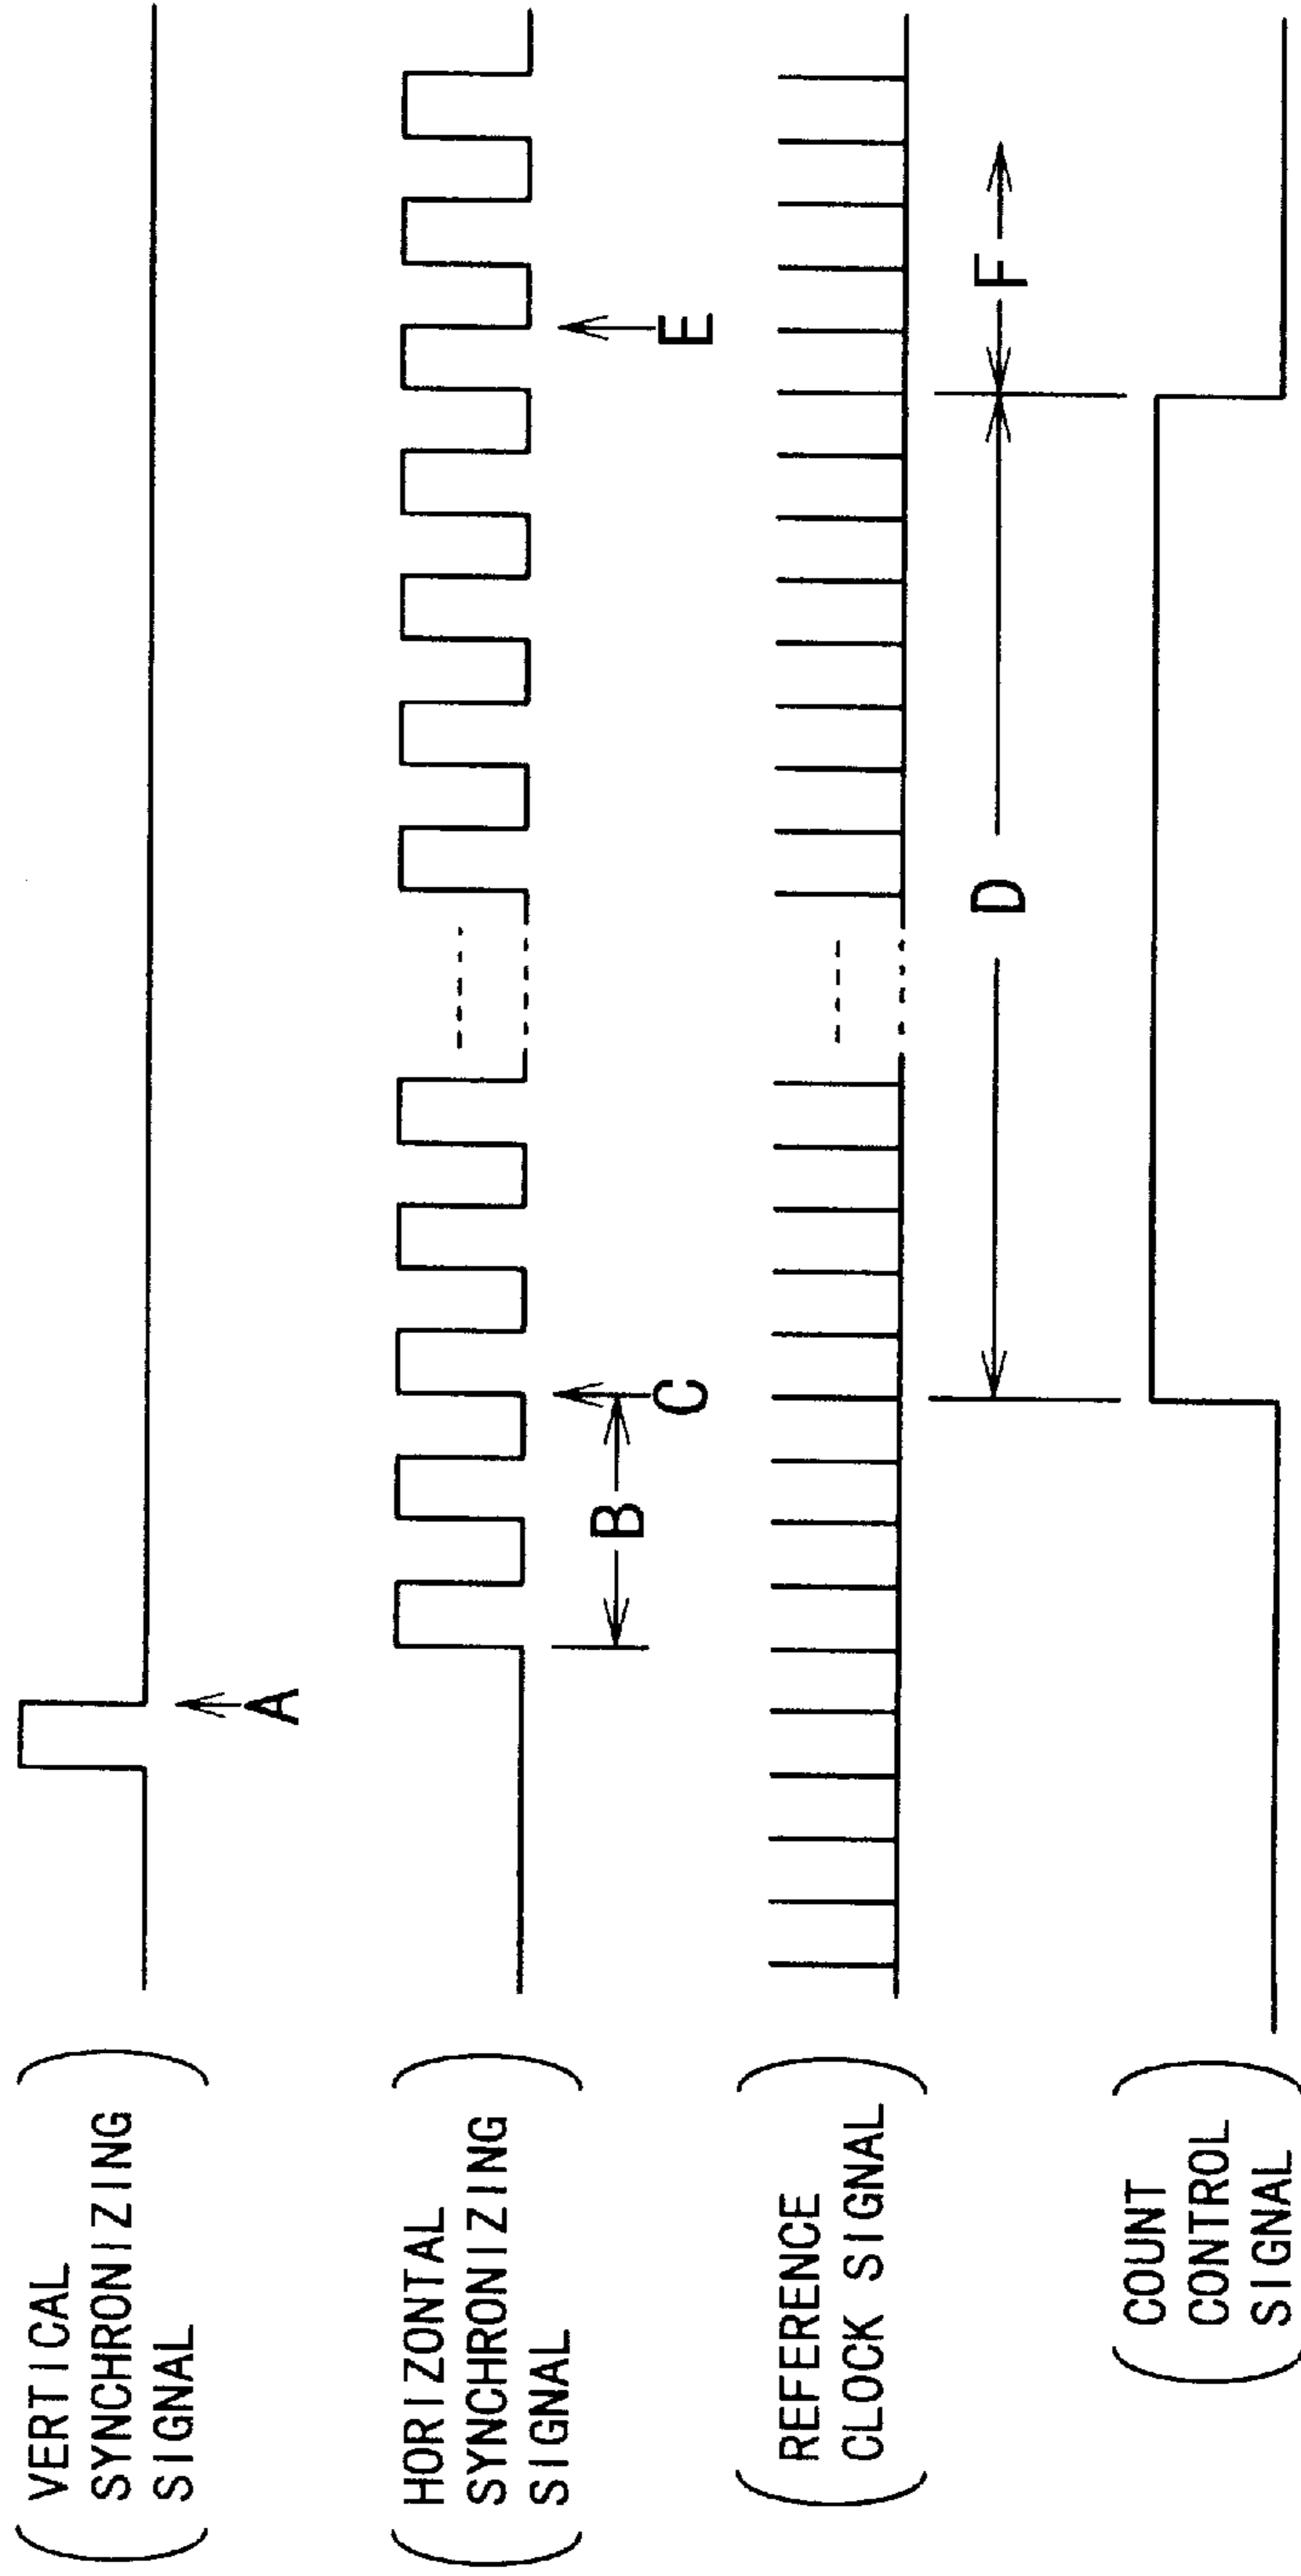 VERTICAL
SYNCHRONIZING
SIGNAL
A
HORIZONTAL
SYNCHRONIZING
SIGNAL
B
C
E
REFERENCE
CLOCK SIGNAL
D
F
COUNT
CONTROL
SIGNAL